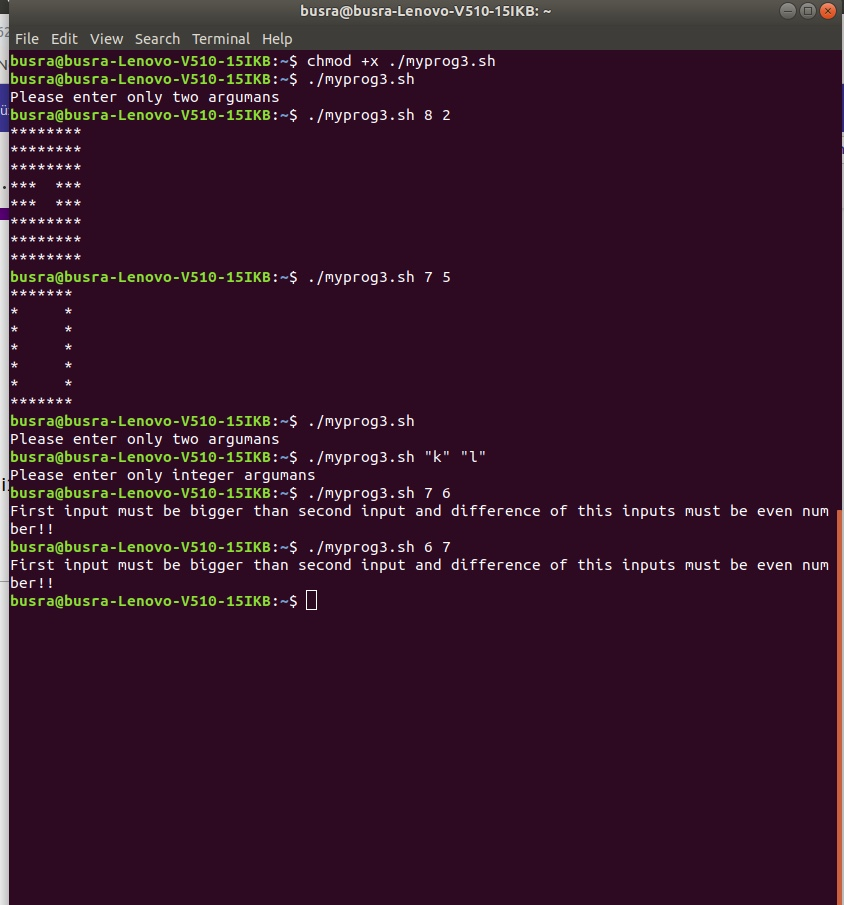 busra@busra-Lenovo-V510-15IKB: ~
File Edit View Search Terminal Help
busra@busra-Lenovo-V510-15IKB:~$ chmod +x ./myprog3.sh
busra@busra-Lenovo-V510-15IKB:~$ ./myprog3.sh
Please enter only two argumans
busra@busra-Lenovo-V510-15IKB:~$ ./myprog3.sh 8 2
********
********
********
***  ***
***  ***
********
********
********
busra@busra-Lenovo-V510-15IKB:~$ ./myprog3.sh 7 5
*******
*     *
*     *
*     *
*     *
*     *
*******
busra@busra-Lenovo-V510-15IKB:~$ ./myprog3.sh
Please enter only two argumans
busra@busra-Lenovo-V510-15IKB:~$ ./myprog3.sh "k" "l"
Please enter only integer argumans
busra@busra-Lenovo-V510-15IKB:~$ ./myprog3.sh 7 6
First input must be bigger than second input and difference of this inputs must be even num
ber!!
busra@busra-Lenovo-V510-15IKB:~$ ./myprog3.sh 6 7
First input must be bigger than second input and difference of this inputs must be even num
ber!!
busra@busra-Lenovo-V510-15IKB:~$